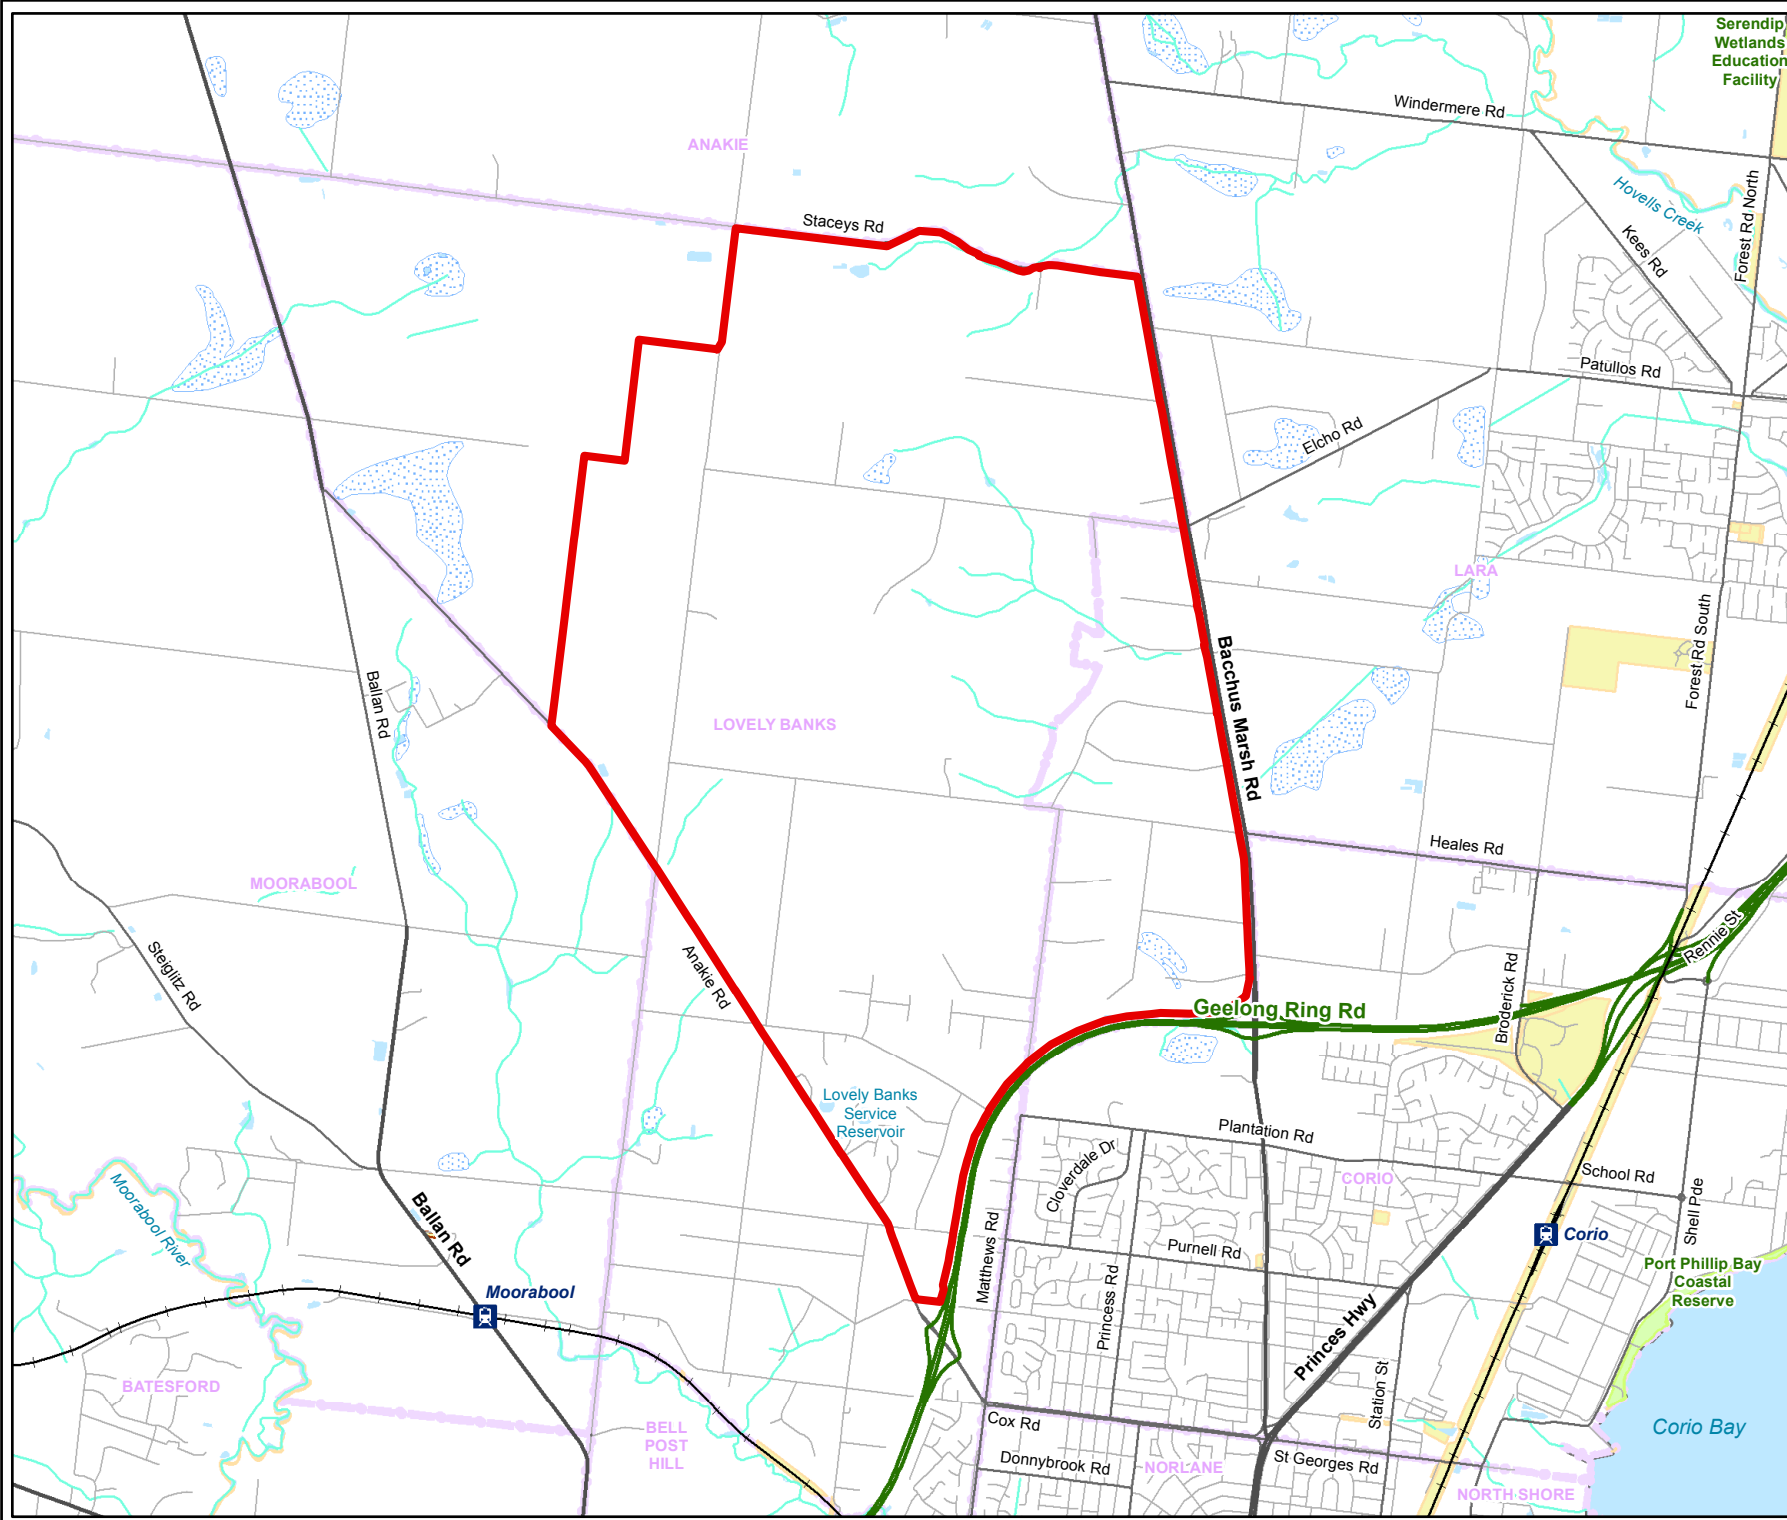 Serendip
Wetlands
Education
Facility
Windermere Rd
ANAKIE
Hovells Creek
Forest Rd North
Staceys Rd
Kees Rd
Patullos Rd
Elcho Rd
LARA
Forest Rd South
Bacchus Marsh Rd
Ballan Rd
LOVELY BANKS
Heales Rd
MOORABOOL
Steiglitz Rd
Anakie Rd
Rennie St
Broderick Rd
Geelong Ring Rd
Lovely Banks
Service
Reservoir
Plantation Rd
Cloverdale Dr
CORIO
School Rd
Moorabool River
Ballan Rd
Matthews Rd
Shell Pde
Purnell Rd
Corio
Princess Rd
Port Phillip Bay
Coastal
Reserve
Moorabool
Princes Hwy
Station St
BATESFORD
Cox Rd
Corio Bay
BELL
POST
HILL
Donnybrook Rd
NORLANE
St Georges Rd
NORTH SHORE